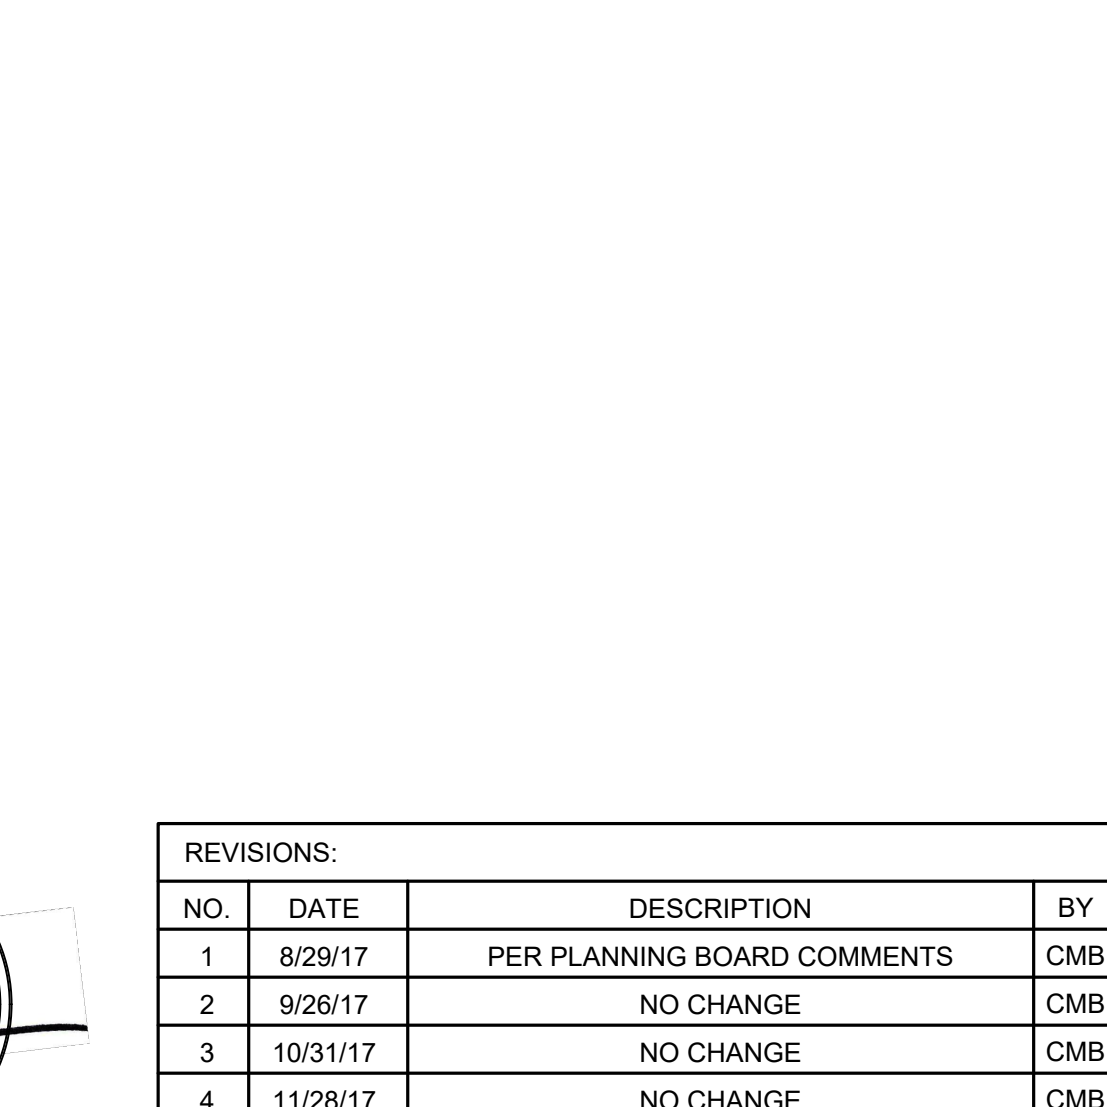 REVISIONS:
NO. DATE DESCRIPTION BY
1 8/29/17 PER PLANNING BOARD COMMENTS CMB
2 9/26/17 NO CHANGE CMB
3 10/31/17 NO CHANGE CMB
4 11/28/17 NO CHANGE CMB